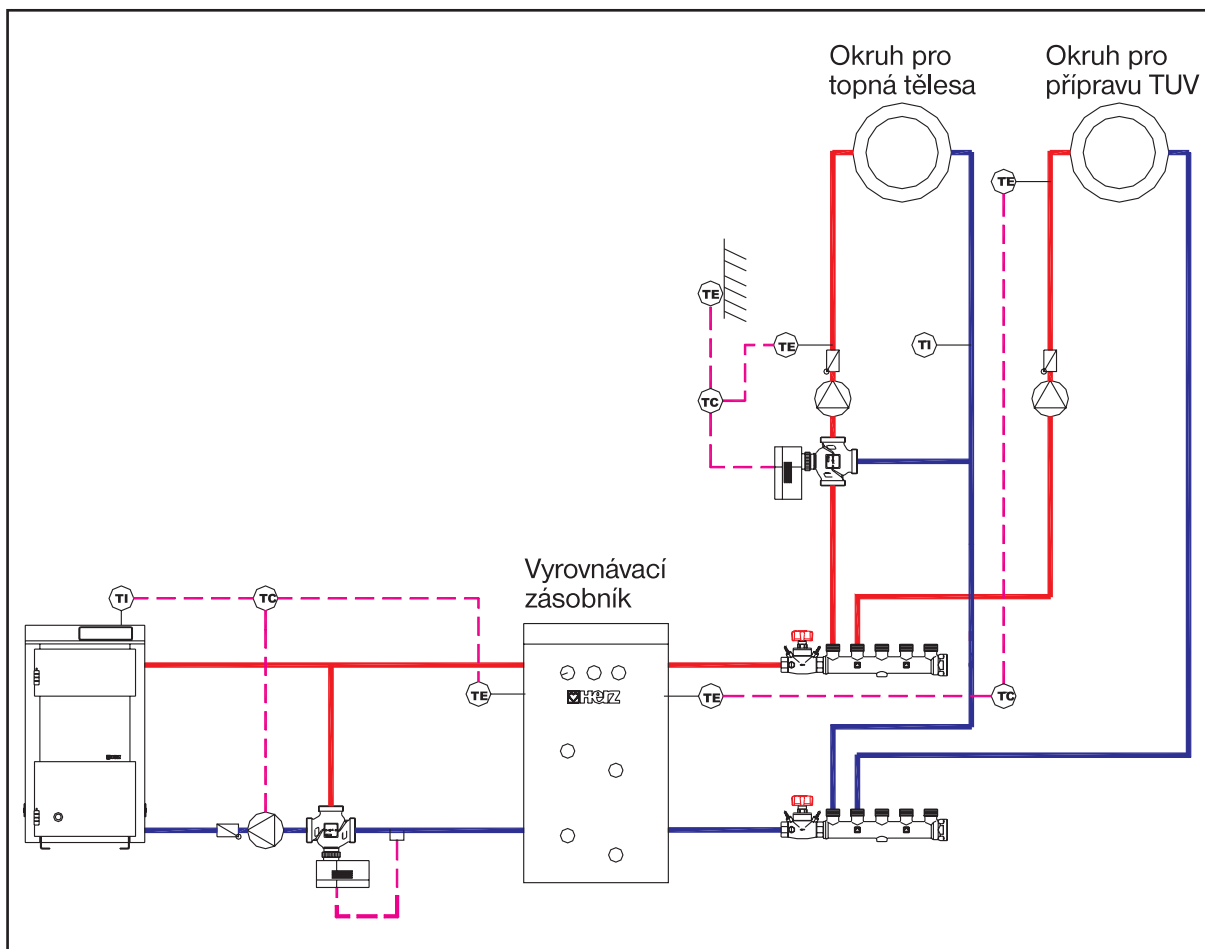 Okruh pro
topná tělesa
Okruh pro
přípravu TUV
TE
TE
TE
TI
TC
Vyrovnávací
zásobník
TI
TC
TE
HERZ
TE
TC